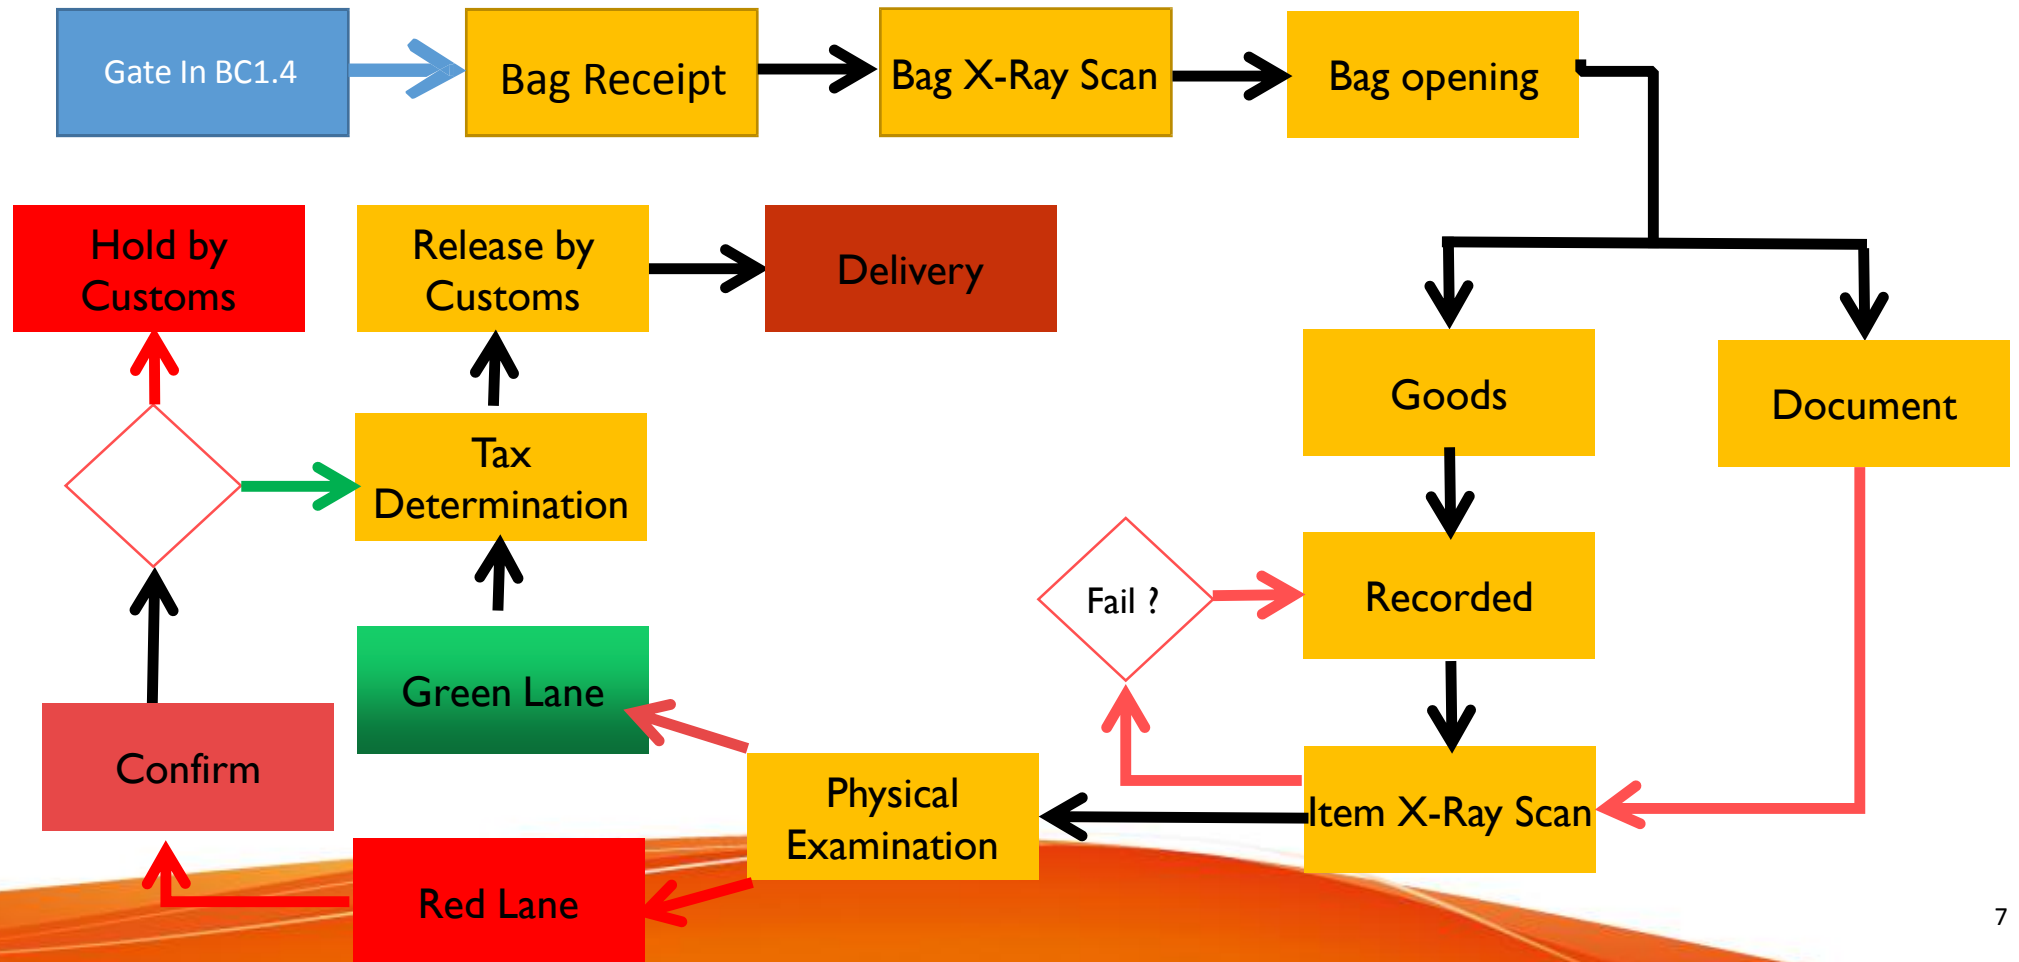 Gate In BC1.4
Bag Receipt
Bag X-Ray Scan
Bag opening
Hold by
Customs
Release by
Customs
Delivery
Goods
Document
Tax
Determination
Fail ?
Recorded
Green Lane
Confirm
Physical
Examination
Item X-Ray Scan
Red Lane
7